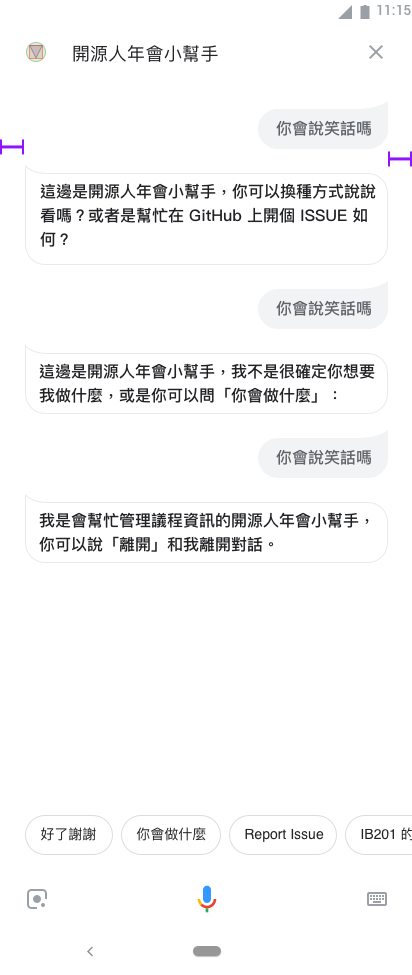 11:15
開源人年會小幫手
你會說笑話嗎
這邊是開源人年會小幫手，你可以換種方式說說
看嗎？或者是幫忙在 GitHub 上開個 ISSUE 如
何？
你會說笑話嗎
這邊是開源人年會小幫手，我不是很確定你想要
我做什麼，或是你可以問「你會做什麼」：
你會說笑話嗎
我是會幫忙管理議程資訊的開源人年會小幫手，
你可以說「離開」和我離開對話。
好了謝謝
你會做什麼
Report Issue
IB201 的